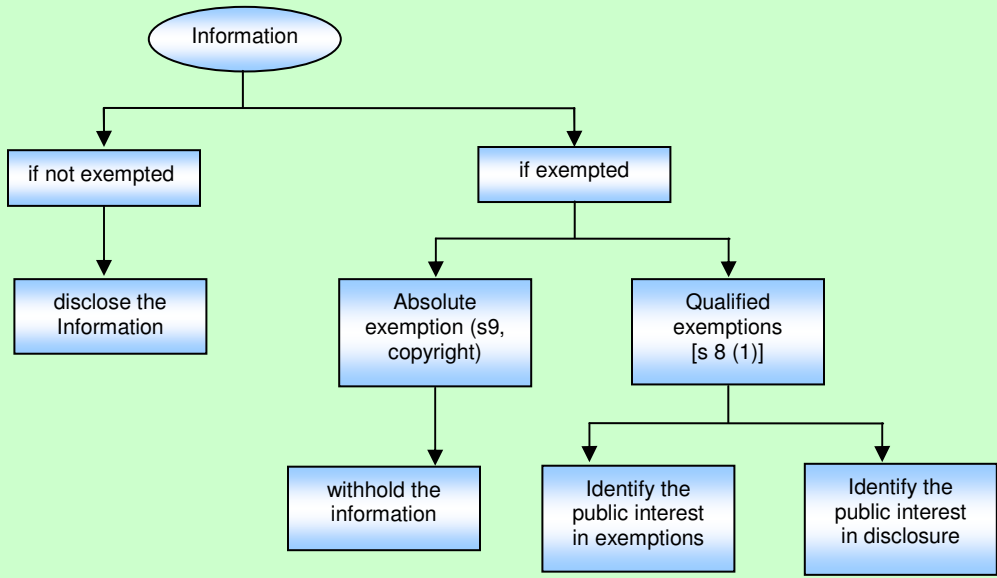 Information
if not exempted
if exempted
disclose the
Information
Absolute
exemption (s9,
copyright)
Qualified
exemptions
[s 8 (1)]
withhold the
information
Identify the
public interest
in exemptions
Identify the
public interest
in disclosure